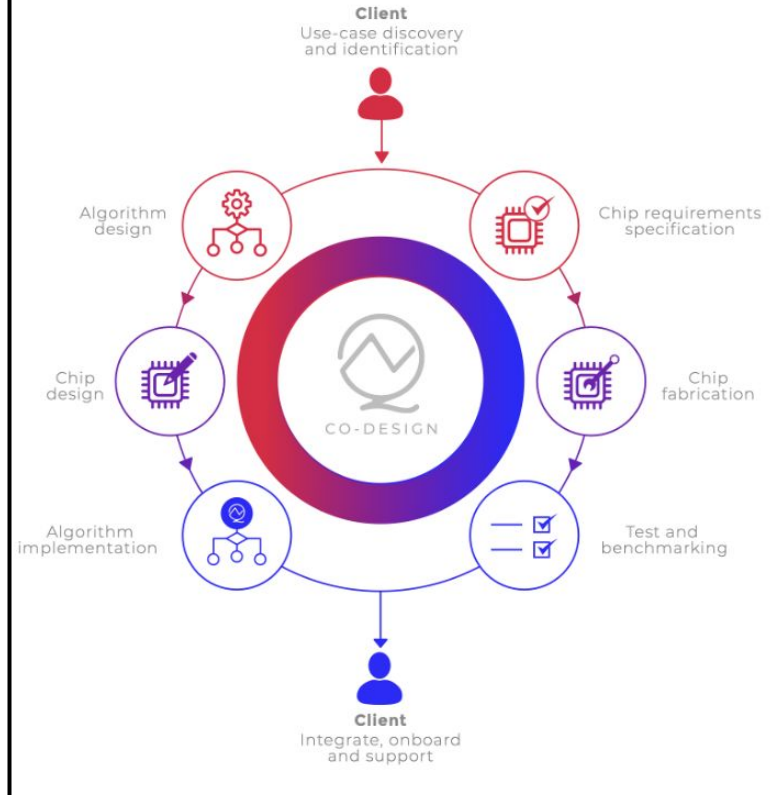 Client
Use-case discovery
and identification
Algorithm
design
Chip requirements
specification
Chip
design
CO-DESIGN
Chip
fabrication
Algorithm
implementation
Test and
benchmarking
Client
Integrate, onboard
and support